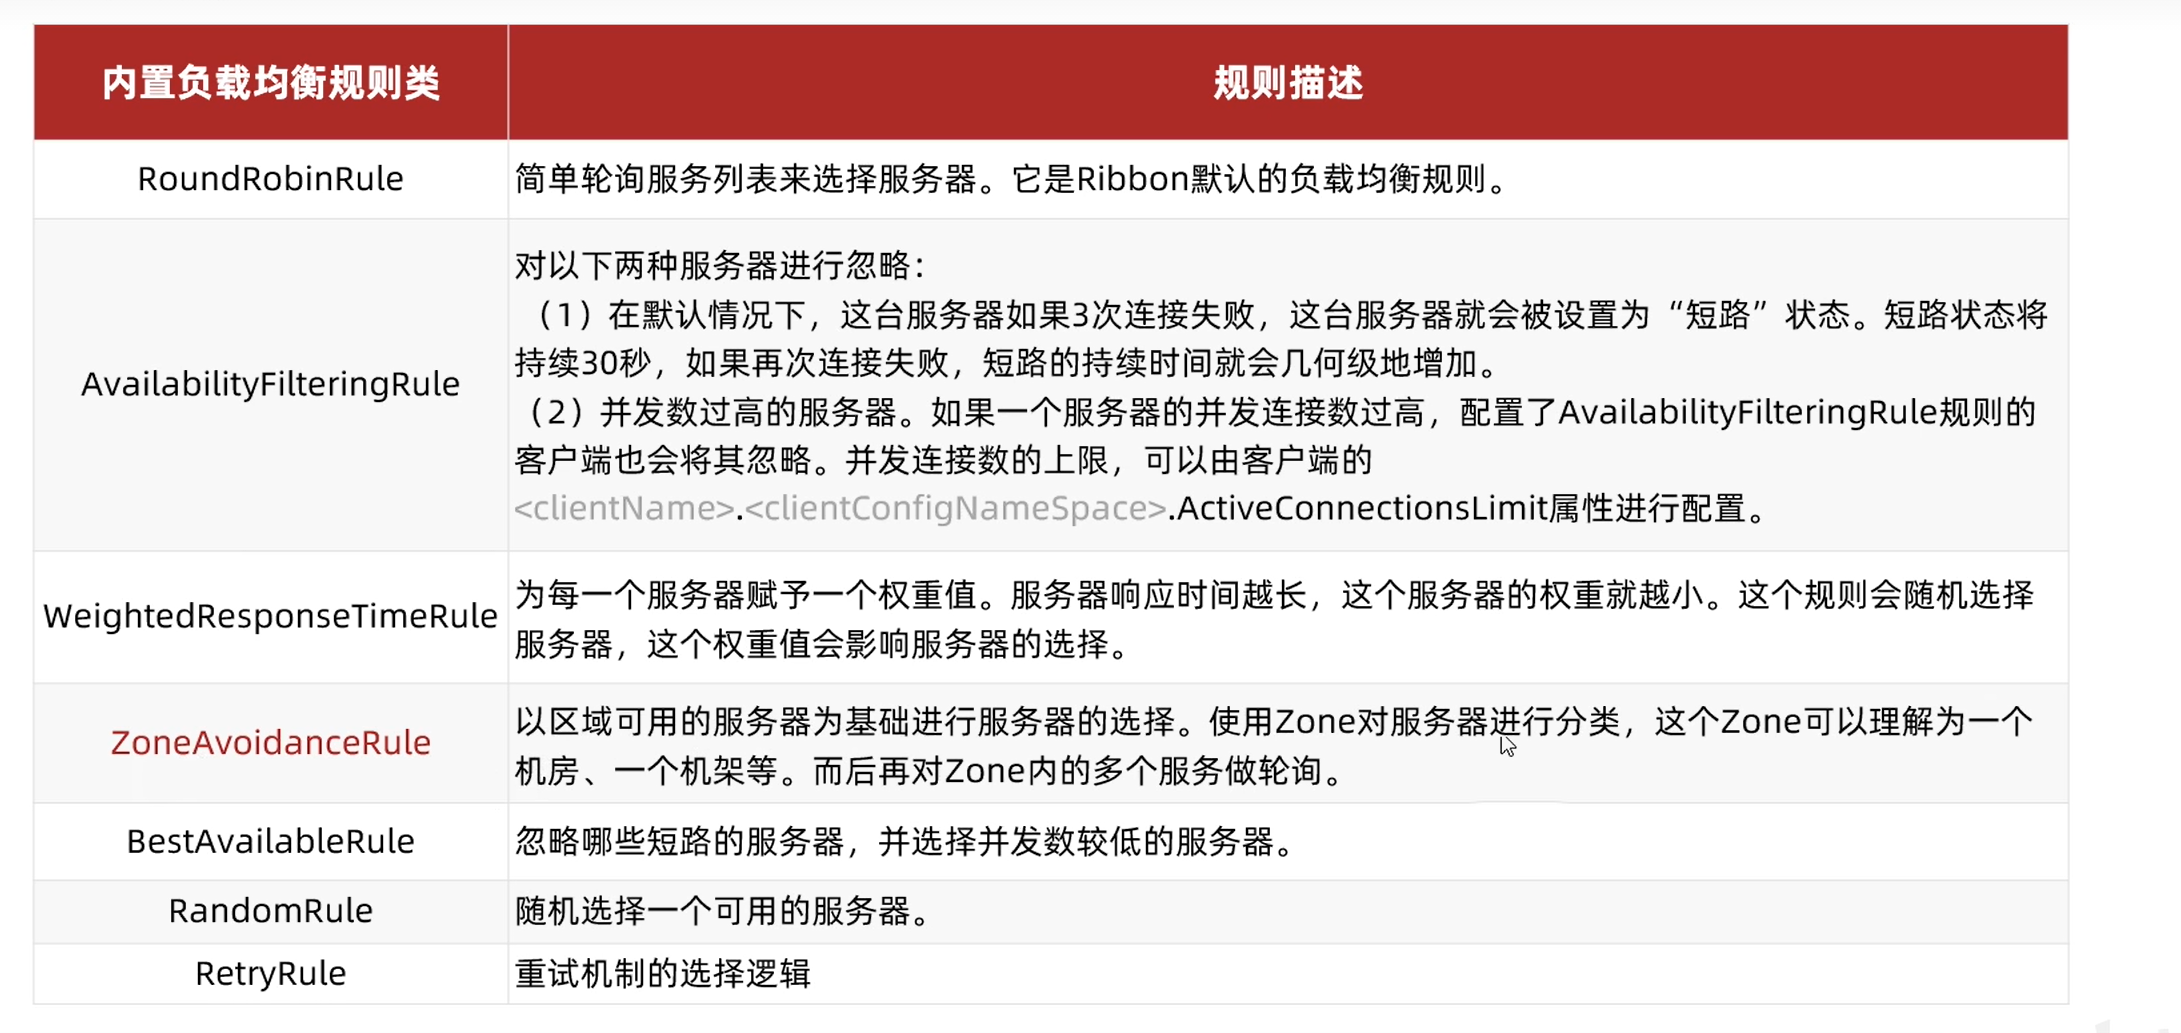 内置负载均衡规则类
规则描述
RoundRobinRule
简单轮询服务列表来选择服务器。它是Ribbon默认的负载均衡规则。
AvailabilityFilteringRule
对以下两种服务器进行忽略：
（1）在默认情况下，这台服务器如果3次连接失败，这台服务器就会被设置为“短路”状态。短路状态将
持续30秒，如果再次连接失败，短路的持续时间就会几何级地增加。
（2）并发数过高的服务器。如果一个服务器的并发连接数过高，配置了AvailabilityFilteringRule规则的
客户端也会将其忽略。并发连接数的上限，可以由客户端的
<clientName>.<clientConfigNameSpace>.ActiveConnectionsLimit属性进行配置。
WeightedResponseTimeRule
为每一个服务器赋予一个权重值。服务器响应时间越长，这个服务器的权重就越小。这个规则会随机选择
服务器，这个权重值会影响服务器的选择。
ZoneAvoidanceRule
以区域可用的服务器为基础进行服务器的选择。使用Zone对服务器进行分类，这个Zone可以理解为一个
机房、一个机架等。而后再对Zone内的多个服务做轮询。
BestAvailableRule
忽略哪些短路的服务器，并选择并发数较低的服务器。
RandomRule
随机选择一个可用的服务器。
RetryRule
重试机制的选择逻辑